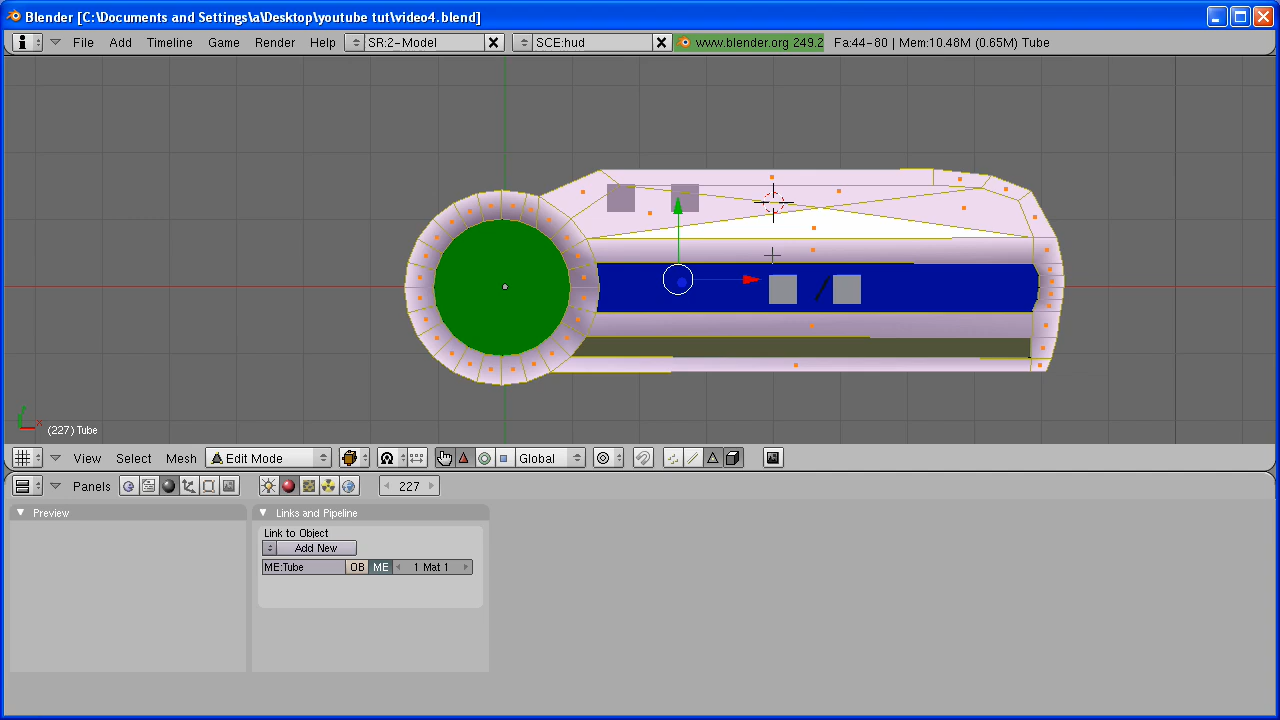 Blender [C:\Documents and Settings\a\Desktop\youtube tut\video4.blend]
File Add Timeline Game Render Help SR:2-Model SCE:hud www.blender.org 249.2 Fa:44-80 | Mem:10.48M (0.65M) Tube
Y
X
(227) Tube
View Select Mesh Edit Mode Global
Panels 227
Preview Links and Pipeline
Link to Object
Add New
ME:Tube OB ME 1 Mat 1